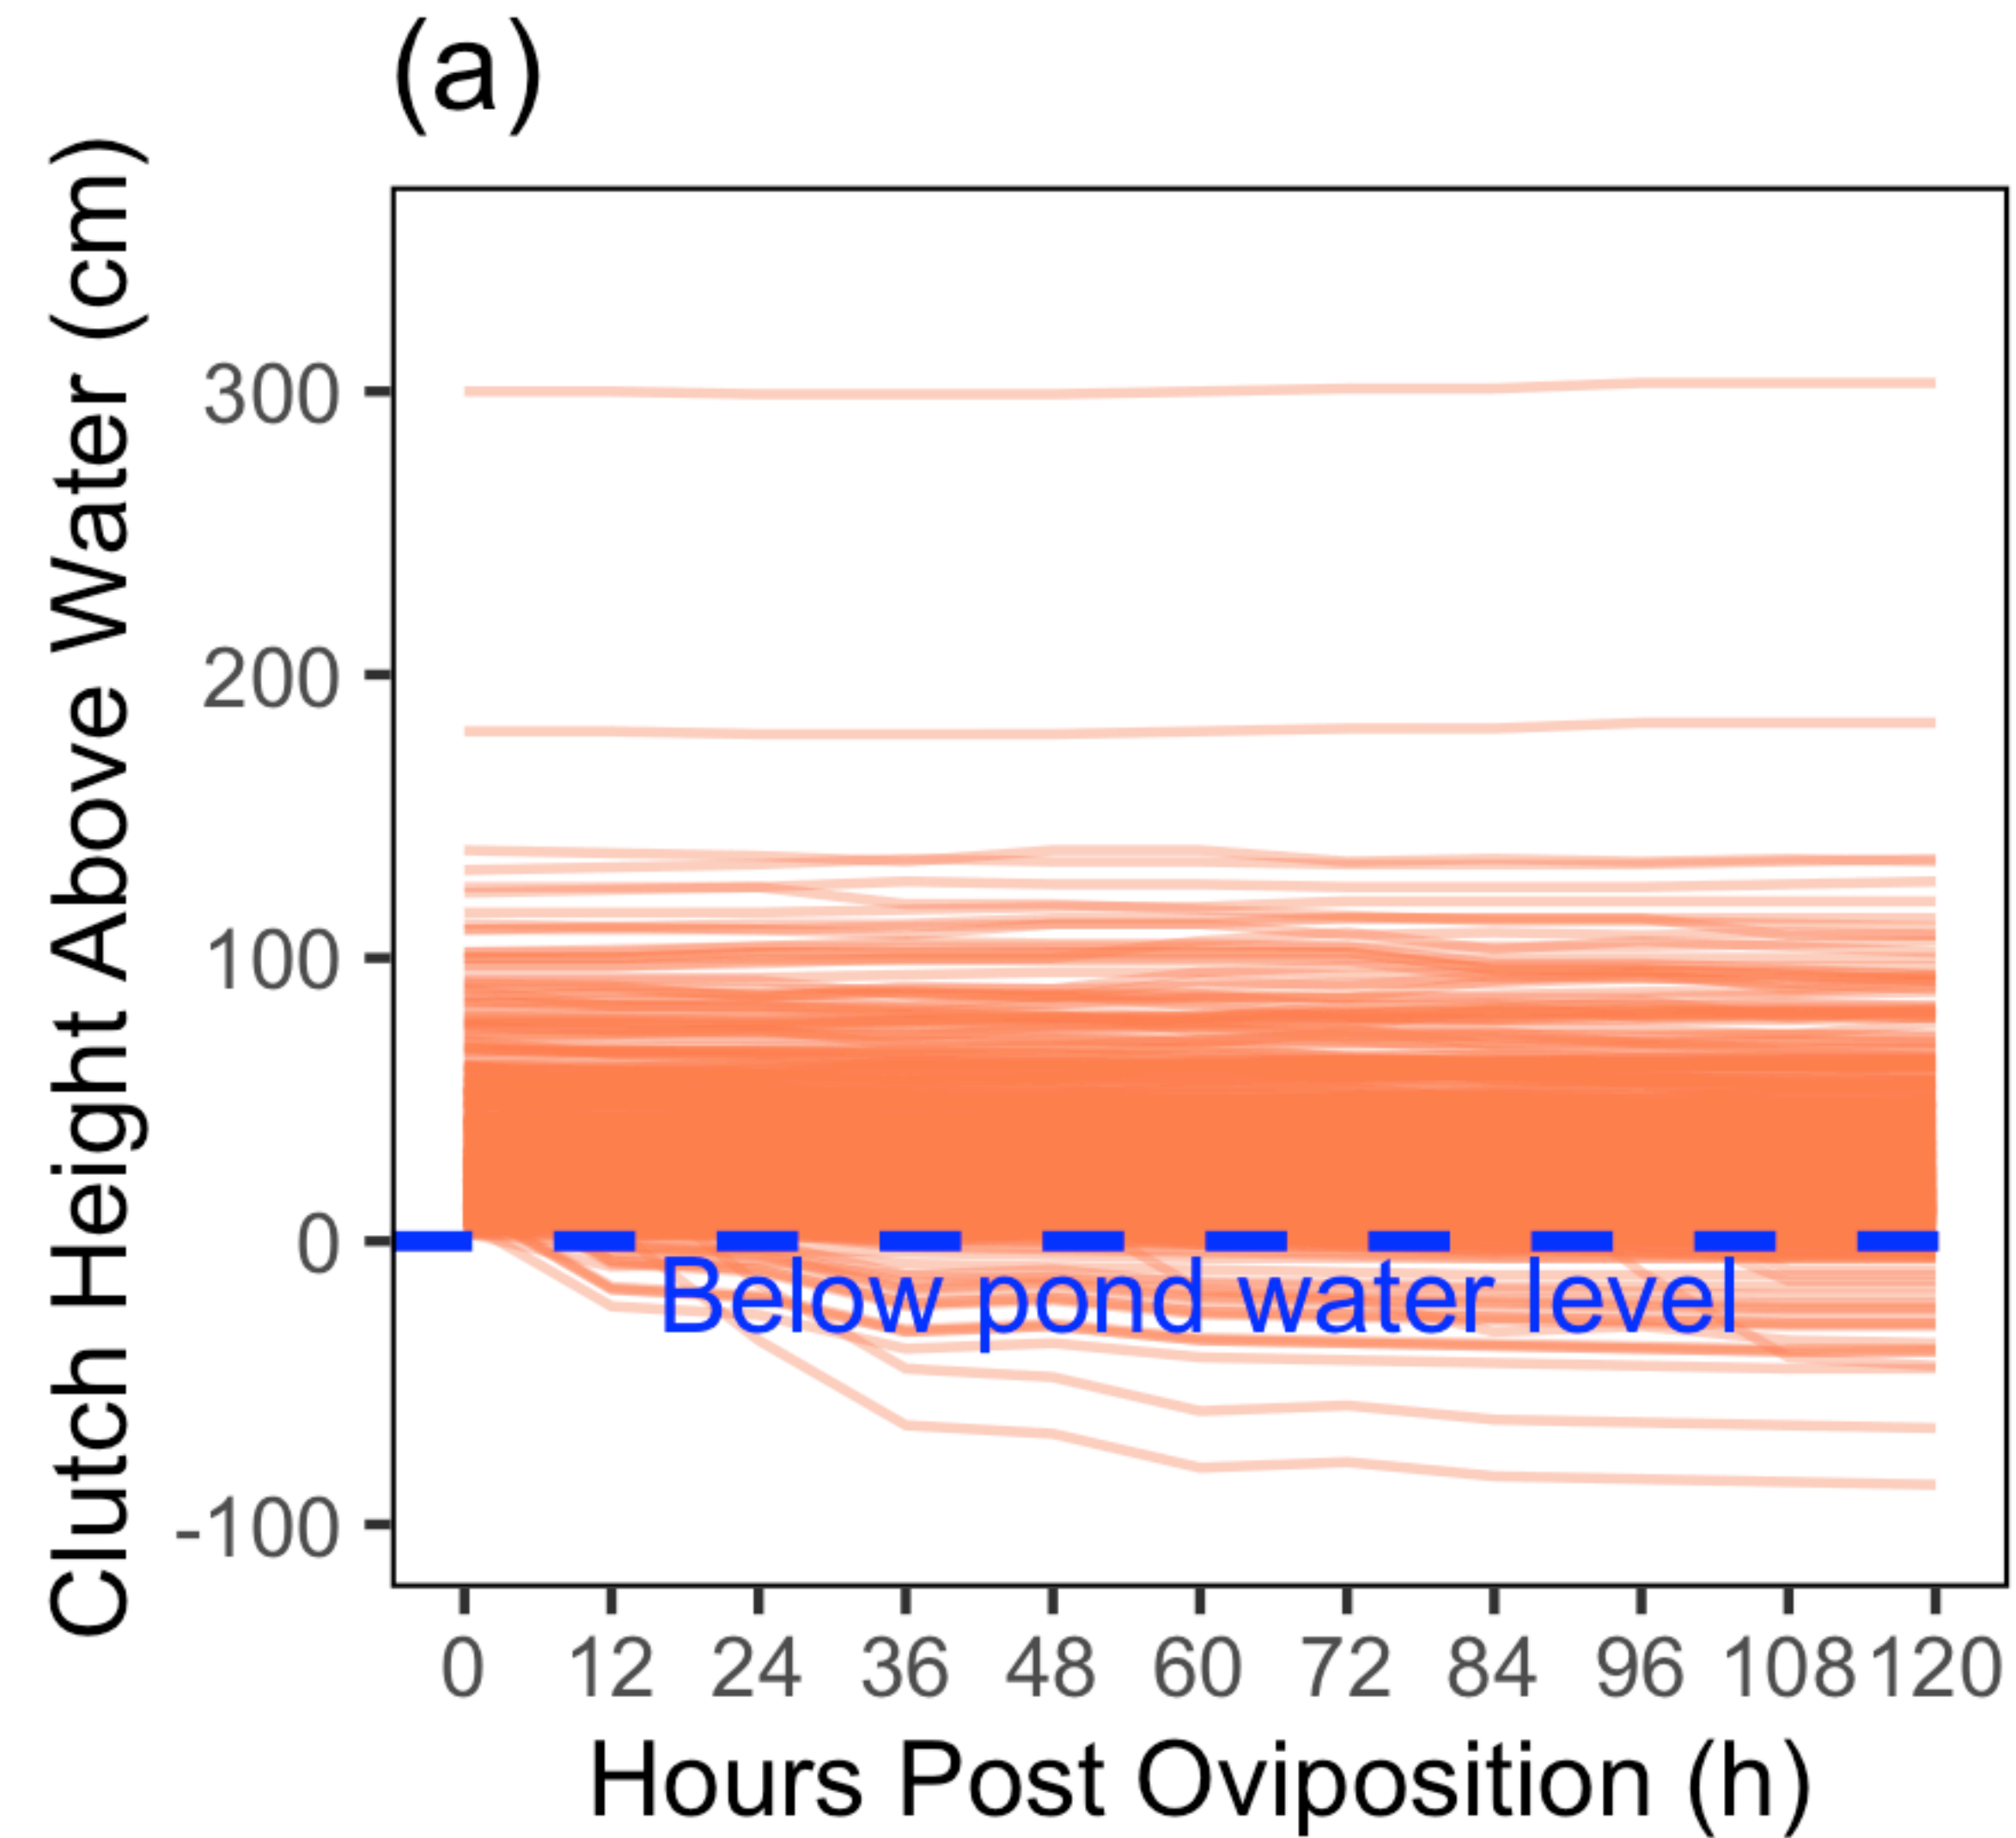 (a)
Clutch Height Above Water (cm)
300
200
100
0
-100
Below pond water level
0 12 24 36 48 60 72 84 96 108 120
Hours Post Oviposition (h)